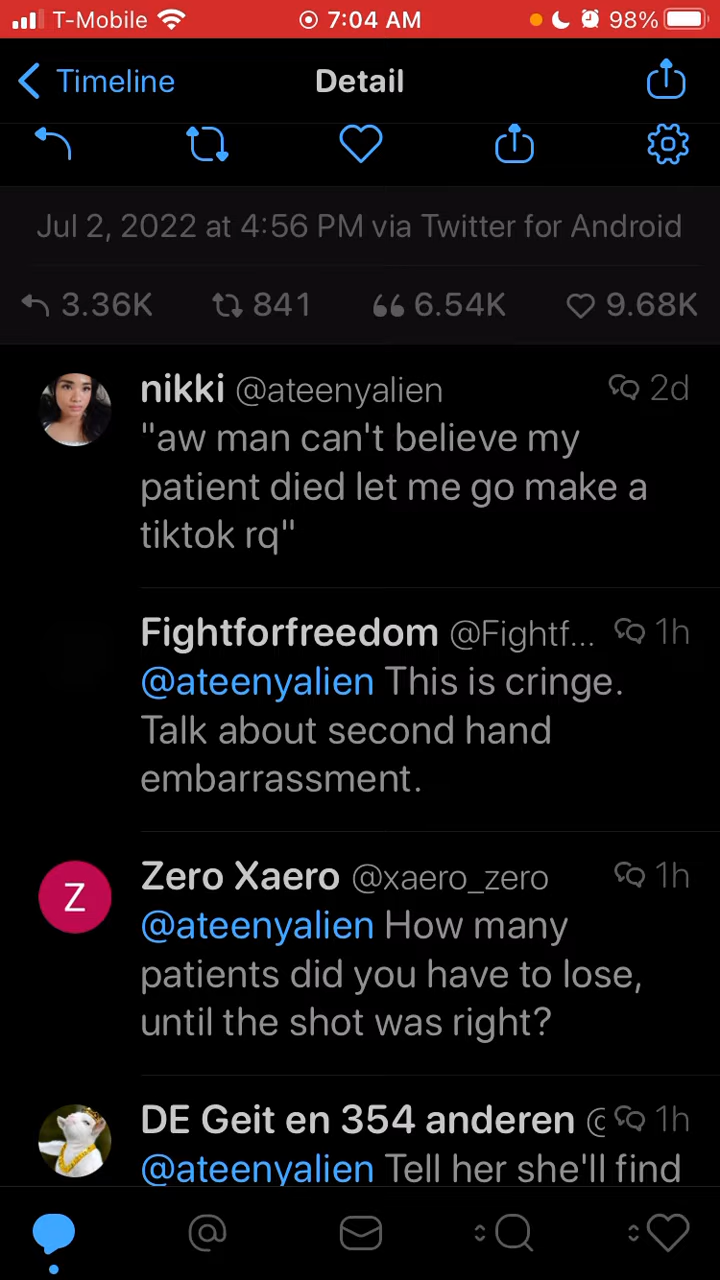 T-Mobile 7:04 AM 98%
Timeline Detail
Jul 2, 2022 at 4:56 PM via Twitter for Android
3.36K 841 6.54K 9.68K
nikki @ateenyalien 2d
"aw man can't believe my
patient died let me go make a
tiktok rq"
Fightforfreedom @Fightf... 1h
@ateenyalien This is cringe.
Talk about second hand
embarrassment.
Zero Xaero @xaero_zero 1h
Z
@ateenyalien How many
patients did you have to lose,
until the shot was right?
DE Geit en 354 anderen @ 1h
@ateenyalien Tell her she'll find